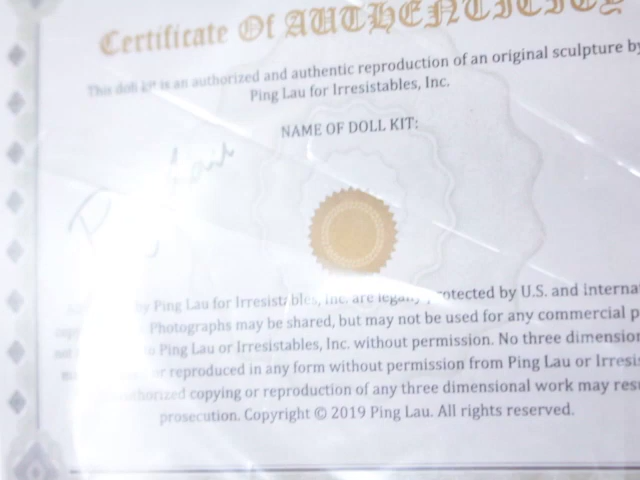 Certificate Of AUTHENTICITY
This doll kit is an authorized and authentic reproduction of an original sculpture by
Ping Lau for Irresistables, Inc.
NAME OF DOLL KIT:
Lau
by Ping Lau for Irresistables, Inc. are legally protected by U.S. and interna
Photographs may be shared, but may not be used for any commercial p
Ping Lau or Irresistables, Inc. without permission. No three dimension
or reproduced in any form without permission from Ping Lau or Irresis
authorized copying or reproduction of any three dimensional work may res
prosecution. Copyright © 2019 Ping Lau. All rights reserved.